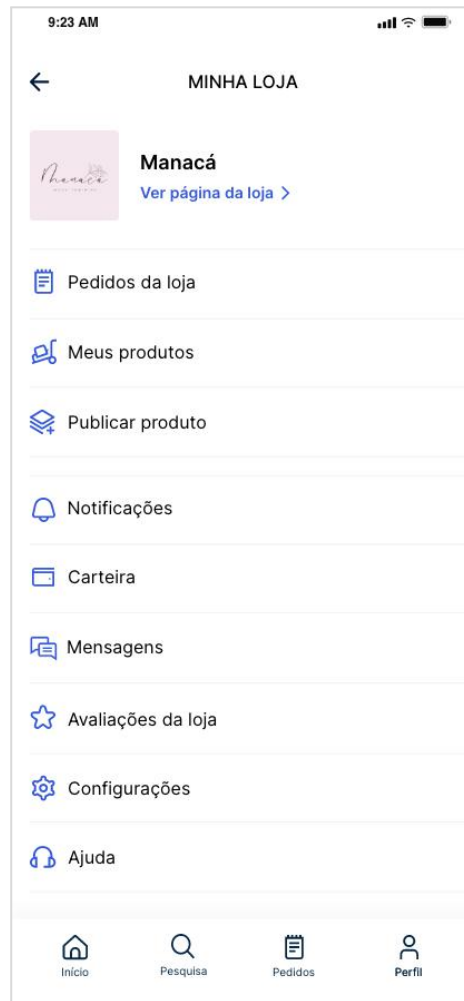 9:23 AM
MINHA LOJA
Manacá
Manacá
Ver página da loja
Pedidos da loja
Meus produtos
Publicar produto
Notificações
Carteira
Mensagens
Avaliações da loja
Configurações
Ajuda
Início
Pesquisa
Pedidos
Perfil